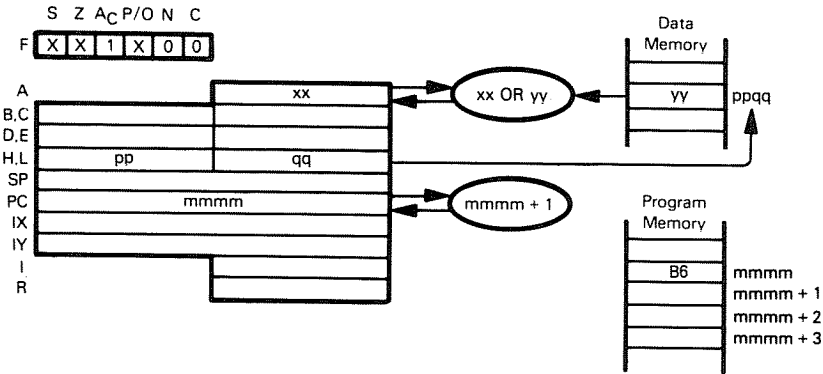 S Z AC P/O N C
F X X 1 X 0 0
Data
Memory
A xx
xx OR yy
yy ppqq
B,C
D,E
H,L pp qq
SP
PC mmmm
mmmm + 1
IX
IY
I
R
Program
Memory
B6 mmmm
mmmm + 1
mmmm + 2
mmmm + 3